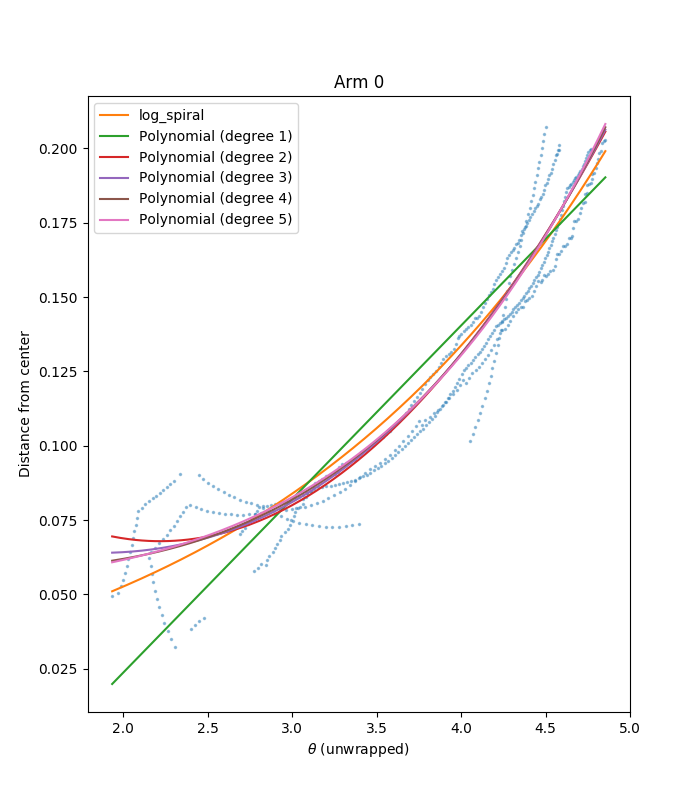 Arm 0
log_spiral
Polynomial (degree 1)
Polynomial (degree 2)
Polynomial (degree 3)
Polynomial (degree 4)
Polynomial (degree 5)
Distance from center
0.200
0.175
0.150
0.125
0.100
0.075
0.050
0.025
2.0 2.5 3.0 3.5 4.0 4.5 5.0
θ (unwrapped)